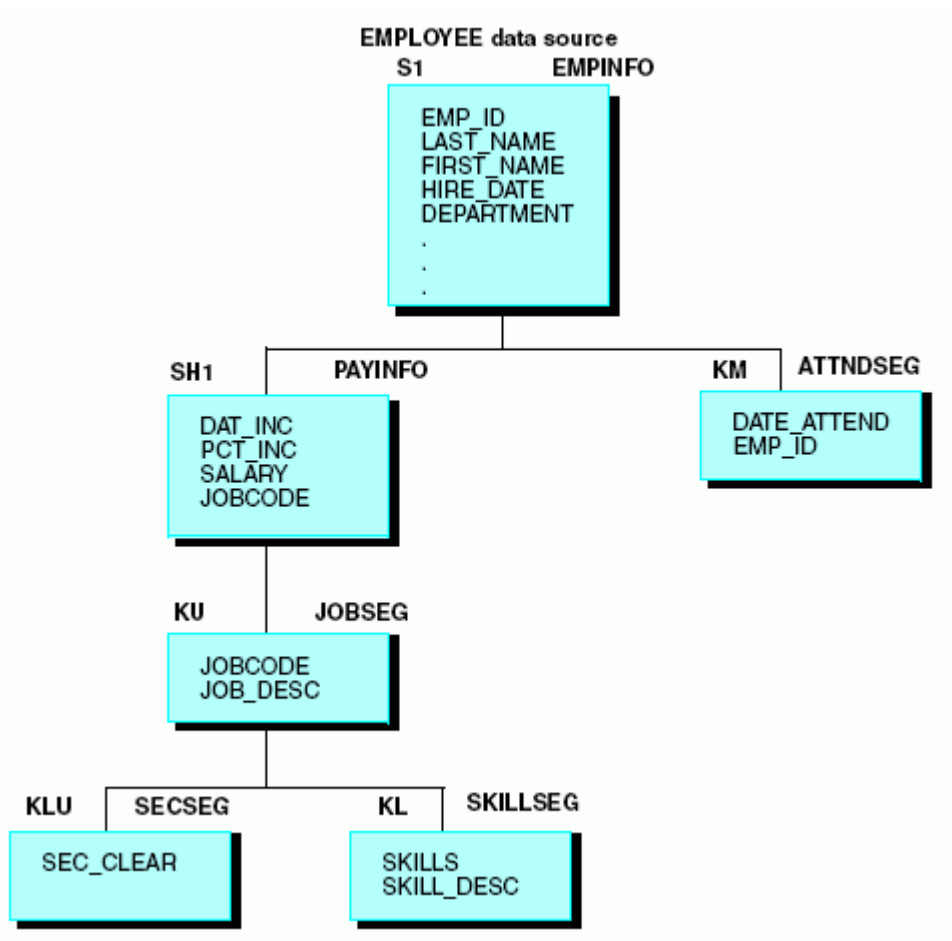 EMPLOYEE data source
S1 EMPINFO
EMP_ID
LAST_NAME
FIRST_NAME
HIRE_DATE
DEPARTMENT
.
.
.
SH1 PAYINFO
KM ATTNDSEG
DAT_INC
PCT_INC
SALARY
JOBCODE
DATE_ATTEND
EMP_ID
KU JOBSEG
JOBCODE
JOB_DESC
KLU SECSEG
KL SKILLSEG
SEC_CLEAR
SKILLS
SKILL_DESC